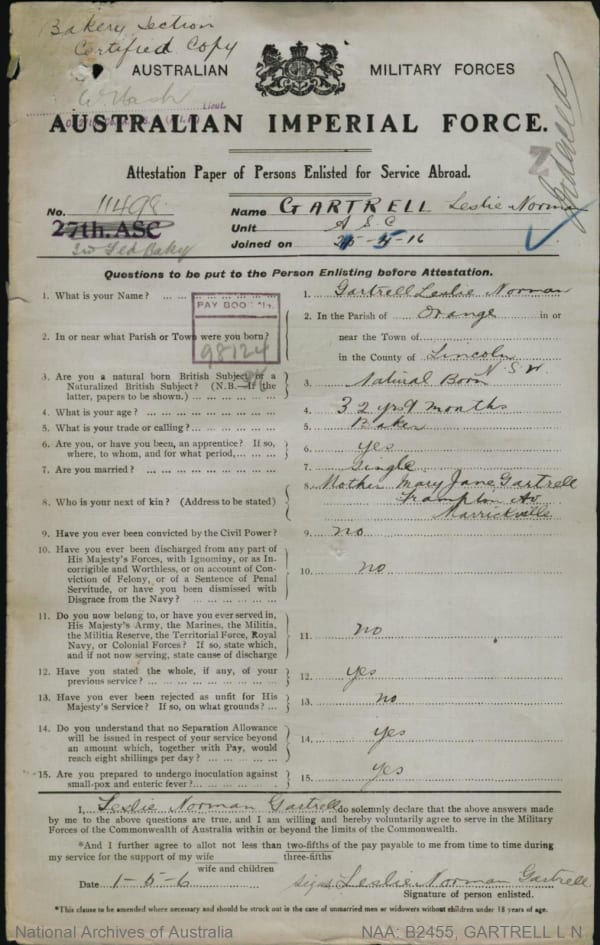 Bakery Section
Certified Copy
AUSTRALIAN MILITARY FORCES
Lieut.
AUSTRALIAN IMPERIAL FORCE.
Attestation Paper of Persons Enlisted for Service Abroad.
No. 11498 Name GARTRELL Leslie Norman
27th. ASC Unit A S C
Joined on 25-5-16
Questions to be put to the Person Enlisting before Attestation.
1. What is your Name? ... 1. Gartrell Leslie Norman
PAY BOOK No.
98124
2. In or near what Parish or Town were you born? 2. In the Parish of Orange in or
near the Town of
in the County of Lincoln
N.S.W.
3. Are you a natural born British Subject or a
Naturalized British Subject? (N.B.—If the
latter, papers to be shown.) 3. Natural Born
4. What is your age? ... 4. 32 yrs 9 months
5. What is your trade or calling? ... 5. Baker
6. Are you, or have you been, an apprentice? If so,
where, to whom, and for what period, ... 6. yes
7. Are you married? ... 7. Single
8. Who is your next of kin? (Address to be stated) 8. Mother Mary Jane Gartrell
Frampton Av
Marrickville
9. Have you ever been convicted by the Civil Power? 9. no
10. Have you ever been discharged from any part of
His Majesty's Forces, with Ignominy, or as In-
corrigible and Worthless, or on account of Con-
viction of Felony, or of a Sentence of Penal
Servitude, or have you been dismissed with
Disgrace from the Navy? ... 10. no
11. Do you now belong to, or have you ever served in,
His Majesty's Army, the Marines, the Militia,
the Militia Reserve, the Territorial Force, Royal
Navy, or Colonial Forces? If so, state which,
and if not now serving, state cause of discharge 11. no
12. Have you stated the whole, if any, of your
previous service? ... 12. yes
13. Have you ever been rejected as unfit for His
Majesty's Service? If so, on what grounds? ... 13. no
14. Do you understand that no Separation Allowance
will be issued in respect of your service beyond
an amount which, together with Pay, would
reach eight shillings per day? ... 14. yes
15. Are you prepared to undergo inoculation against
small-pox and enteric fever? ... 15. yes
I, Leslie Norman Gartrell do solemnly declare that the above answers made
by me to the above questions are true, and I am willing and hereby voluntarily agree to serve in the Military
Forces of the Commonwealth of Australia within or beyond the limits of the Commonwealth.
*And I further agree to allot not less than two-fifths of the pay payable to me from time to time during
three-fifths
my service for the support of my wife
wife and children
Date 1-5-6 Signed Leslie Norman Gartrell
Signature of person enlisted.
*This clause to be amended where necessary and should be struck out in the case of unmarried men or widowers without children under 18 years of age.
National Archives of Australia NAA: B2455, GARTRELL L N